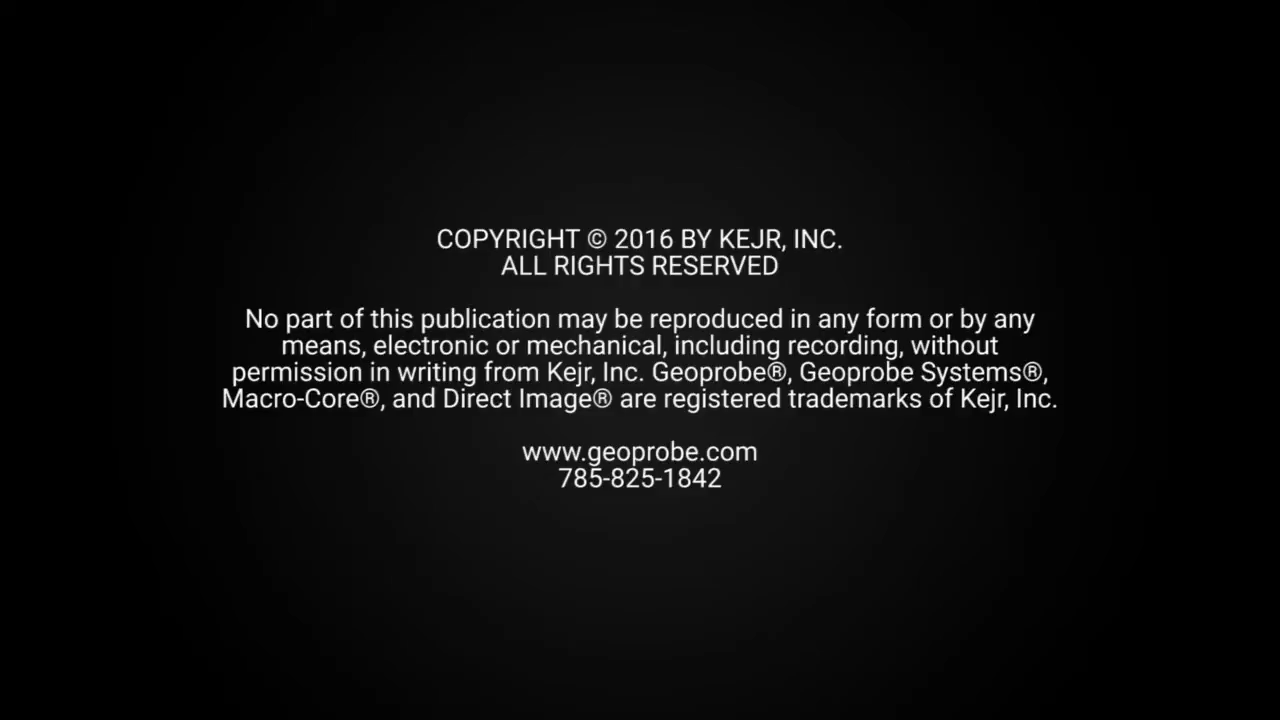 COPYRIGHT © 2016 BY KEJR, INC.
ALL RIGHTS RESERVED
No part of this publication may be reproduced in any form or by any
means, electronic or mechanical, including recording, without
permission in writing from Kejr, Inc. Geoprobe®, Geoprobe Systems®,
Macro-Core®, and Direct Image® are registered trademarks of Kejr, Inc.
www.geoprobe.com
785-825-1842